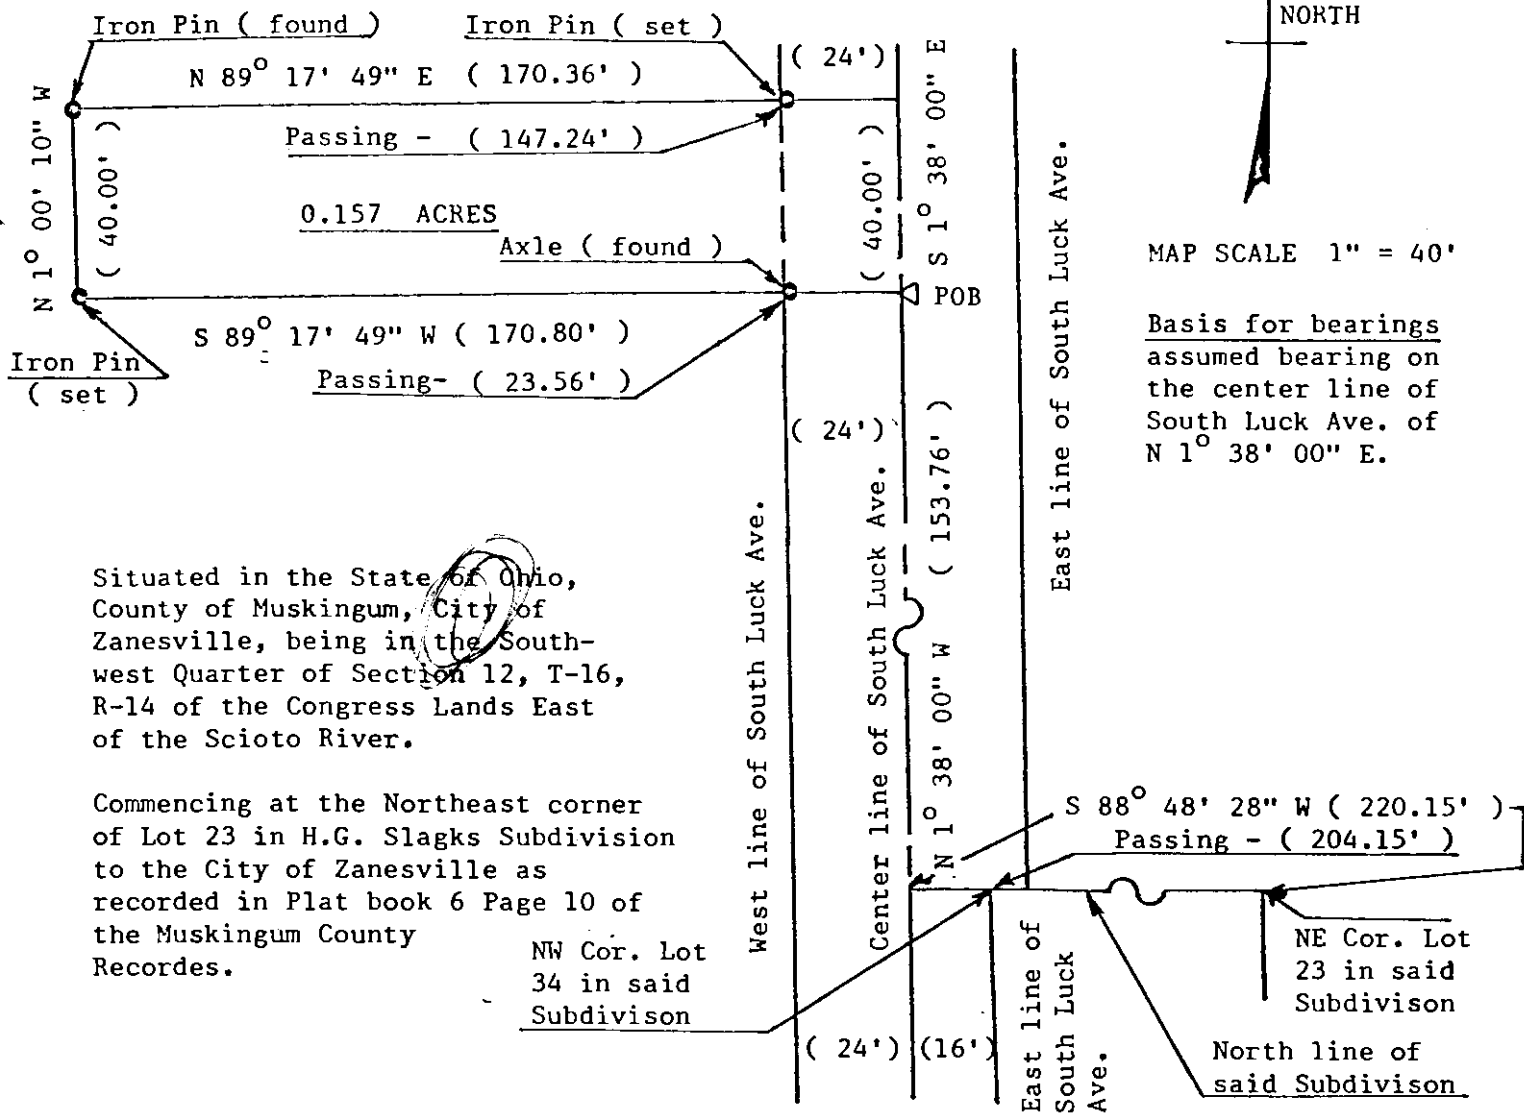 NORTH
Iron Pin ( found )
Iron Pin ( set )
( 24' )
N 89° 17' 49" E ( 170.36' )
Passing - ( 147.24' )
N 1° 00' 10" W
( 40.00' )
( 40.00' )
S 1° 38' 00" E
0.157 ACRES
Axle ( found )
POB
S 89° 17' 49" W ( 170.80' )
Iron Pin
( set )
Passing- ( 23.56' )
East line of South Luck Ave.
MAP SCALE 1" = 40'
Basis for bearings
assumed bearing on
the center line of
South Luck Ave. of
N 1° 38' 00" E.
( 24' )
West line of South Luck Ave.
Center line of South Luck Ave.
N 1° 38' 00" W ( 153.76' )
Situated in the State of Ohio,
County of Muskingum, City of
Zanesville, being in the South-
west Quarter of Section 12, T-16,
R-14 of the Congress Lands East
of the Scioto River.
Commencing at the Northeast corner
of Lot 23 in H.G. Slagks Subdivision
to the City of Zanesville as
recorded in Plat book 6 Page 10 of
the Muskingum County
Recordes.
S 88° 48' 28" W ( 220.15' )
Passing - ( 204.15' )
NW Cor. Lot
34 in said
Subdivison
NE Cor. Lot
23 in said
Subdivison
( 24' )
(16')
East line of
South Luck
Ave.
North line of
said Subdivison